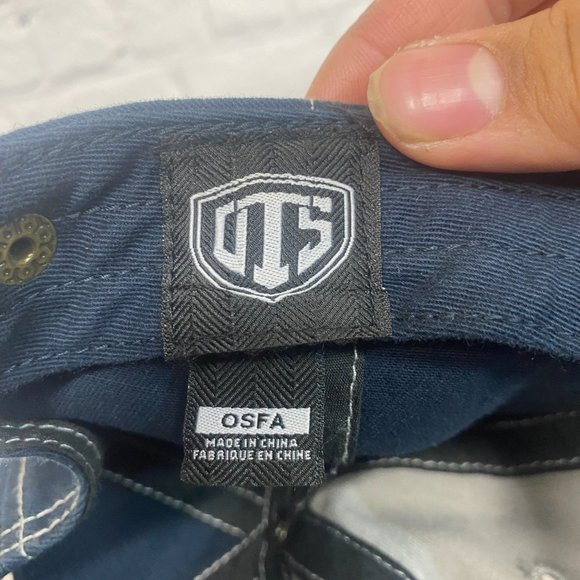 OTS
OSFA
MADE IN CHINA
FABRIQUE EN CHINE